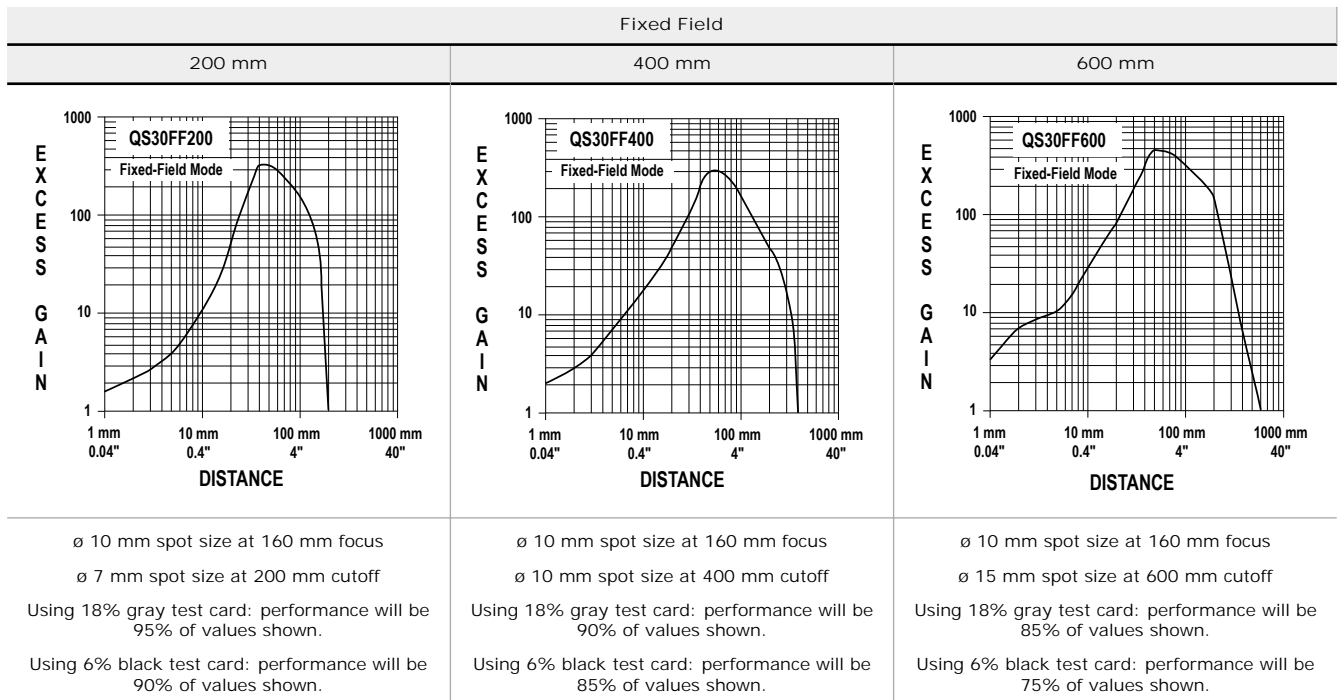 Fixed Field
200 mm
400 mm
600 mm
1000
100
10
1
EXCESS GAIN
QS30FF200
Fixed-Field Mode
1 mm 10 mm 100 mm 1000 mm
0.04" 0.4" 4" 40"
DISTANCE
1000
100
10
1
EXCESS GAIN
QS30FF400
Fixed-Field Mode
1 mm 10 mm 100 mm 1000 mm
0.04" 0.4" 4" 40"
DISTANCE
1000
100
10
1
EXCESS GAIN
QS30FF600
Fixed-Field Mode
1 mm 10 mm 100 mm 1000 mm
0.04" 0.4" 4" 40"
DISTANCE
ø 10 mm spot size at 160 mm focus
ø 7 mm spot size at 200 mm cutoff
Using 18% gray test card: performance will be
95% of values shown.
Using 6% black test card: performance will be
90% of values shown.
ø 10 mm spot size at 160 mm focus
ø 10 mm spot size at 400 mm cutoff
Using 18% gray test card: performance will be
90% of values shown.
Using 6% black test card: performance will be
85% of values shown.
ø 10 mm spot size at 160 mm focus
ø 15 mm spot size at 600 mm cutoff
Using 18% gray test card: performance will be
85% of values shown.
Using 6% black test card: performance will be
75% of values shown.